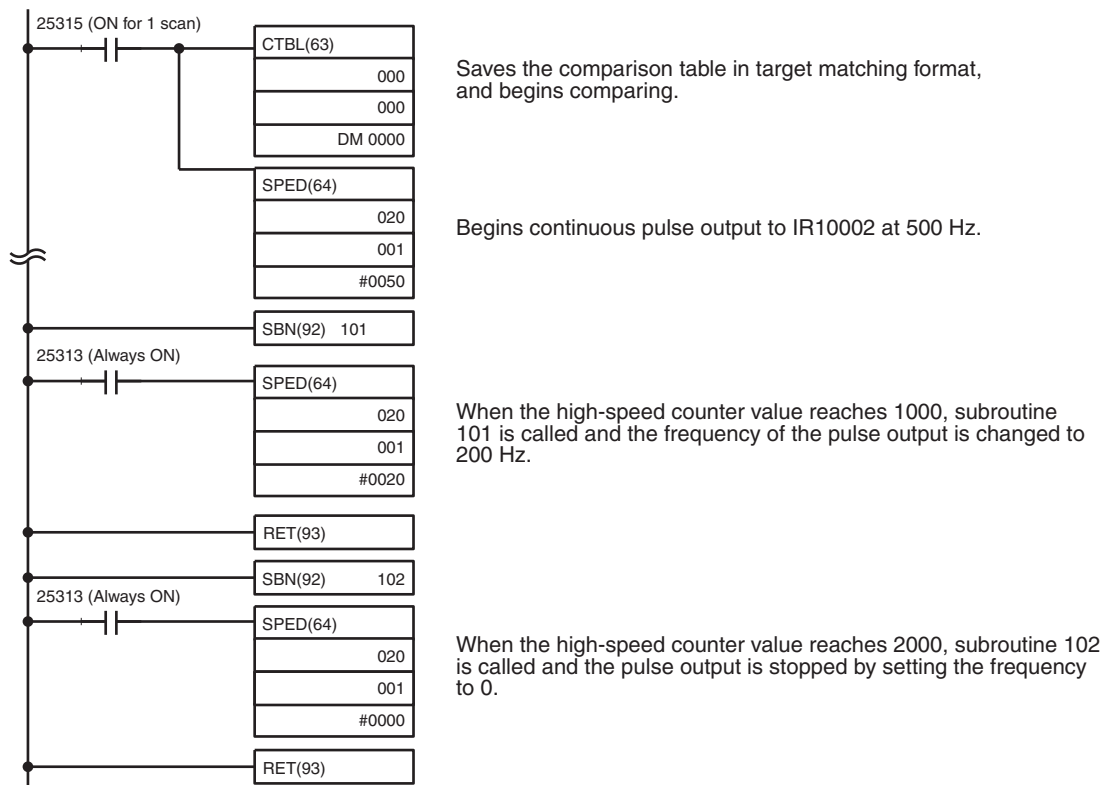 25315 (ON for 1 scan)
CTBL(63)
000
000
DM 0000
Saves the comparison table in target matching format,
and begins comparing.
SPED(64)
020
001
#0050
Begins continuous pulse output to IR10002 at 500 Hz.
SBN(92) 101
25313 (Always ON)
SPED(64)
020
001
#0020
When the high-speed counter value reaches 1000, subroutine
101 is called and the frequency of the pulse output is changed to
200 Hz.
RET(93)
SBN(92) 102
25313 (Always ON)
SPED(64)
020
001
#0000
When the high-speed counter value reaches 2000, subroutine 102
is called and the pulse output is stopped by setting the frequency
to 0.
RET(93)